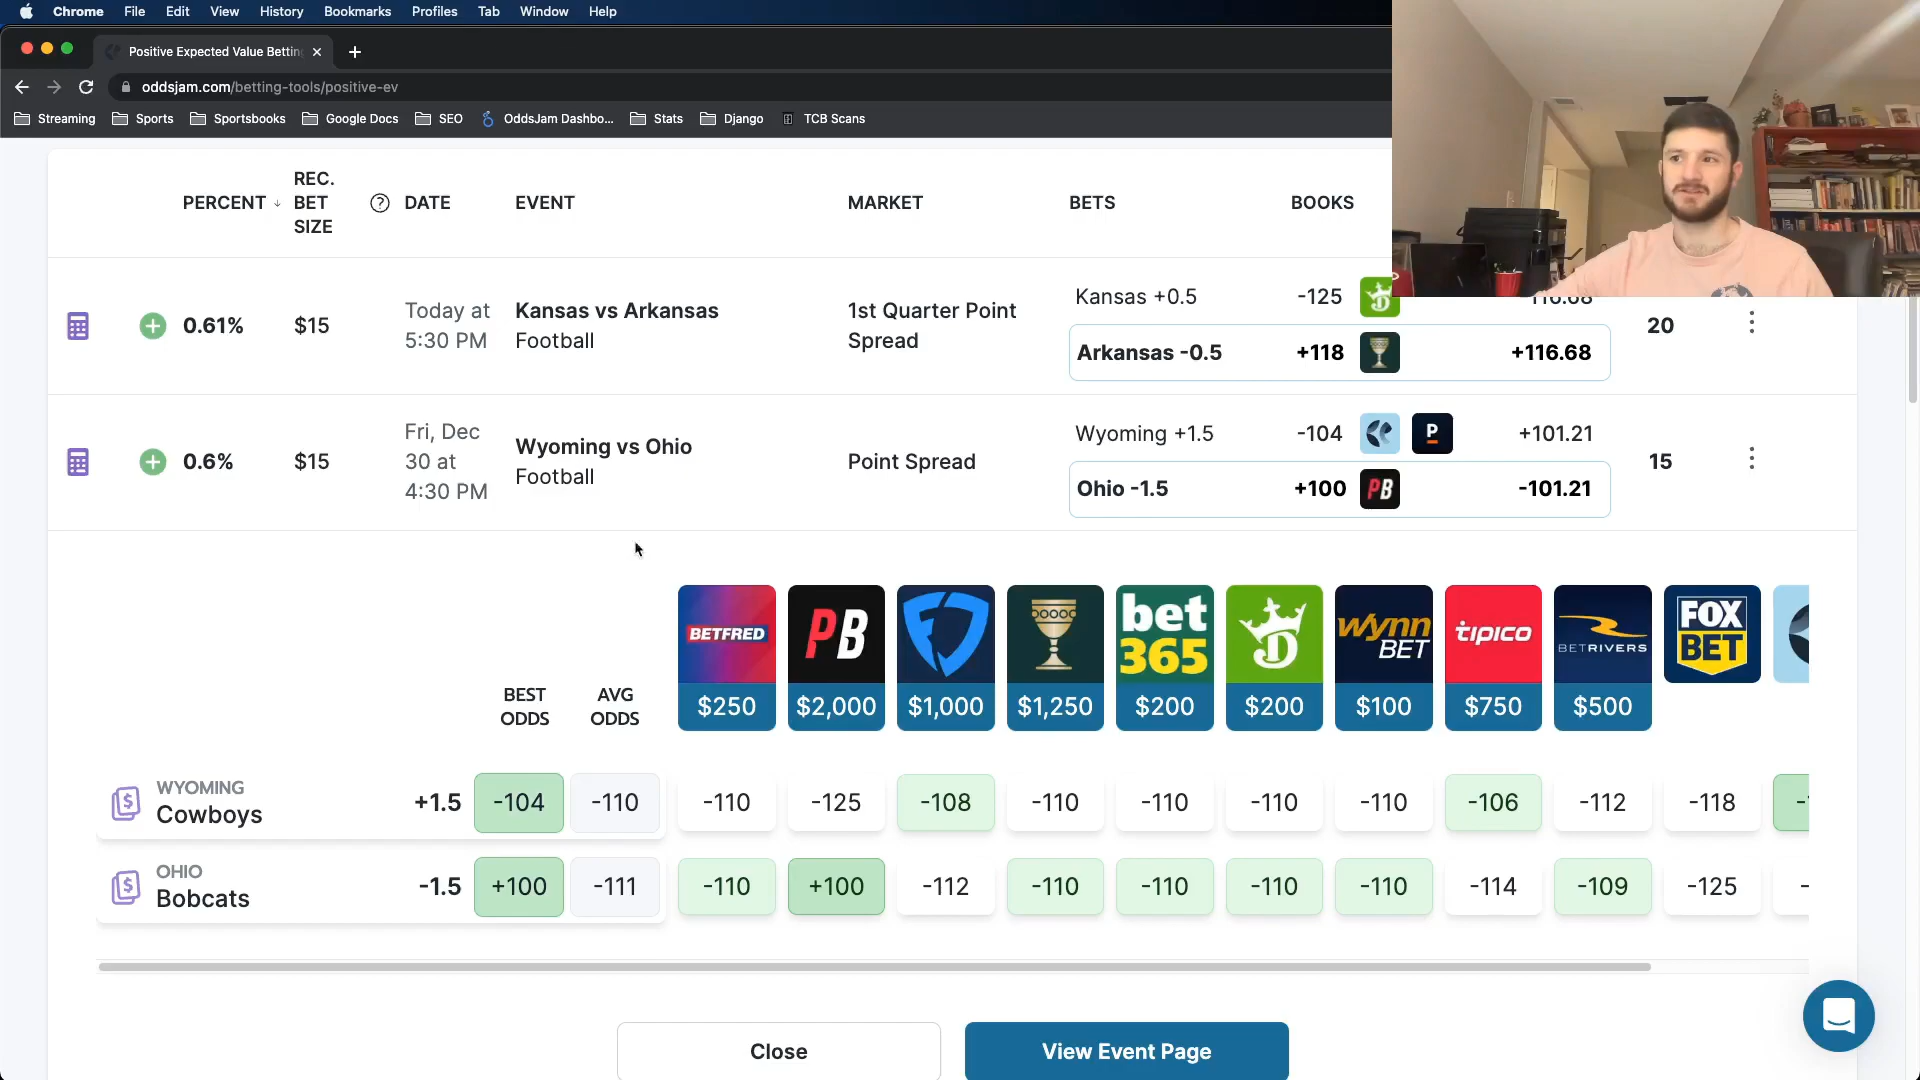 Chrome File Edit View History Bookmarks Profiles Tab Window Help
Positive Expected Value Bettin
oddsjam.com/betting-tools/positive-ev
Streaming Sports Sportsbooks Google Docs SEO OddsJam Dashbo... Stats Django TCB Scans
PERCENT REC. BET SIZE ? DATE EVENT MARKET BETS BOOKS
0.61% $15
Today at
5:30 PM
Kansas vs Arkansas
Football
1st Quarter Point
Spread
Kansas +0.5 -125
Arkansas -0.5 +118 +116.68
20
0.6% $15
Fri, Dec
30 at
4:30 PM
Wyoming vs Ohio
Football
Point Spread
Wyoming +1.5 -104 P +101.21
Ohio -1.5 +100 PB -101.21
15
BETFRED PB bet365 Wynn BET tipico BETRIVERS FOX BET
BEST ODDS AVG ODDS $250 $2,000 $1,000 $1,250 $200 $200 $100 $750 $500
WYOMING
Cowboys +1.5 -104 -110 -110 -125 -108 -110 -110 -110 -110 -106 -112 -118
OHIO
Bobcats -1.5 +100 -111 -110 +100 -112 -110 -110 -110 -110 -114 -109 -125
Close View Event Page